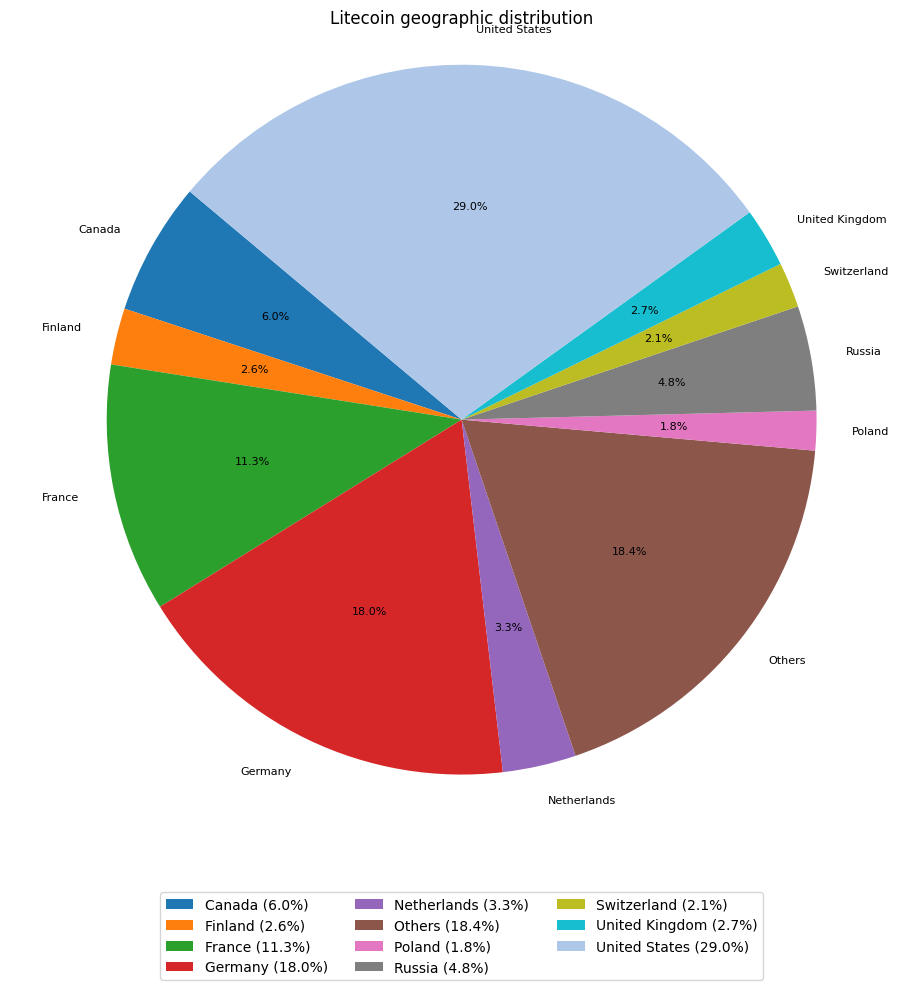 Litecoin geographic distribution
United States
29.0%
Canada
United Kingdom
Switzerland
6.0%
2.7%
Finland
2.1%
Russia
2.6%
4.8%
1.8%
Poland
11.3%
France
18.4%
18.0%
3.3%
Others
Germany
Netherlands
Canada (6.0%)
Finland (2.6%)
France (11.3%)
Germany (18.0%)
Netherlands (3.3%)
Others (18.4%)
Poland (1.8%)
Russia (4.8%)
Switzerland (2.1%)
United Kingdom (2.7%)
United States (29.0%)